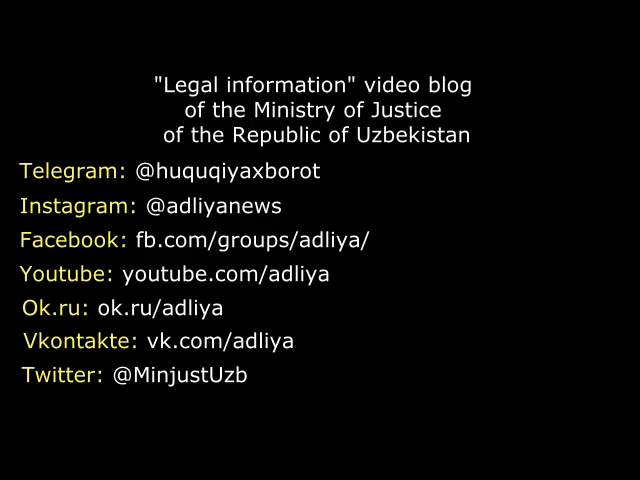 "Legal information" video blog
of the Ministry of Justice
of the Republic of Uzbekistan
Telegram: @huquqiyaxborot
Instagram: @adliyanews
Facebook: fb.com/groups/adliya/
Youtube: youtube.com/adliya
Ok.ru: ok.ru/adliya
Vkontakte: vk.com/adliya
Twitter: @MinjustUzb